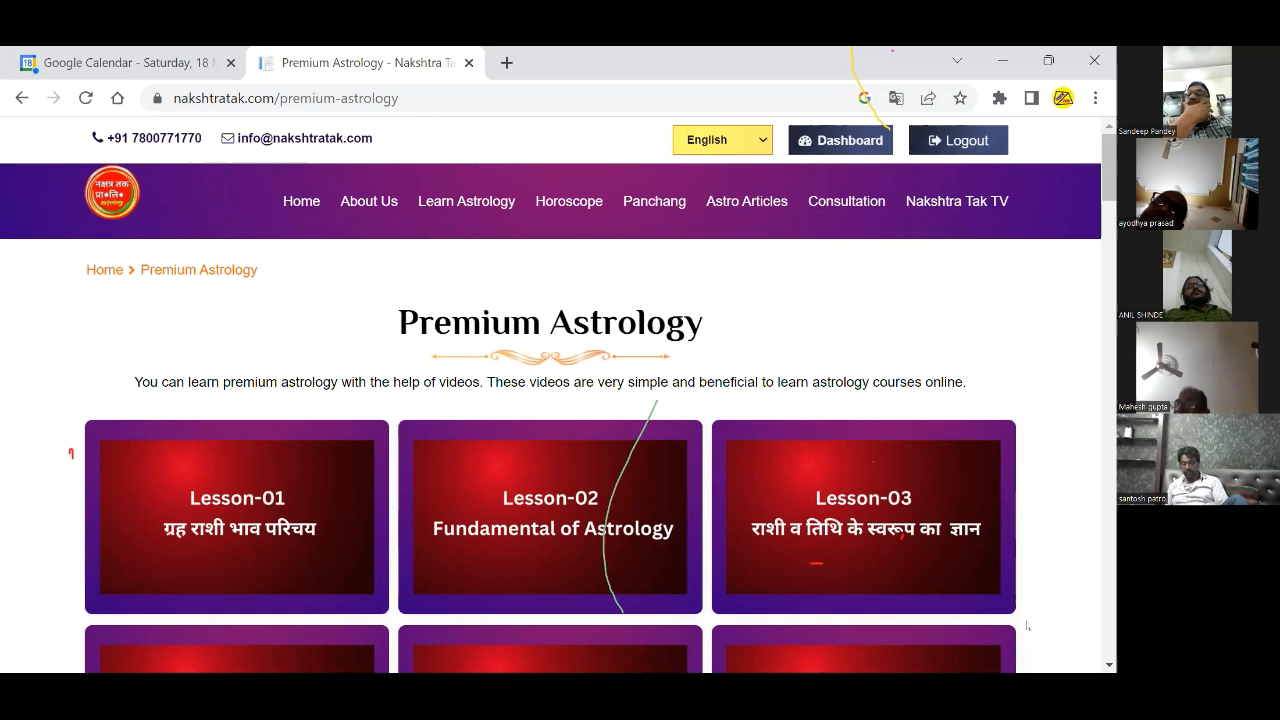 Google Calendar - Saturday, 18
Premium Astrology - Nakshtra Ta
nakshtratak.com/premium-astrology
+91 7800771770 info@nakshtratak.com
English Dashboard Logout
नक्षत्र तक
प्रा•लि•
Home About Us Learn Astrology Horoscope Panchang Astro Articles Consultation Nakshtra Tak TV
Home > Premium Astrology
Premium Astrology
You can learn premium astrology with the help of videos. These videos are very simple and beneficial to learn astrology courses online.
Lesson-01
ग्रह राशी भाव परिचय
Lesson-02
Fundamental of Astrology
Lesson-03
राशी व तिथि के स्वरूप का ज्ञान
Sandeep Pandey
ayodhya prasad
ANIL SHINDE
Mahesh gupta
santosh patro